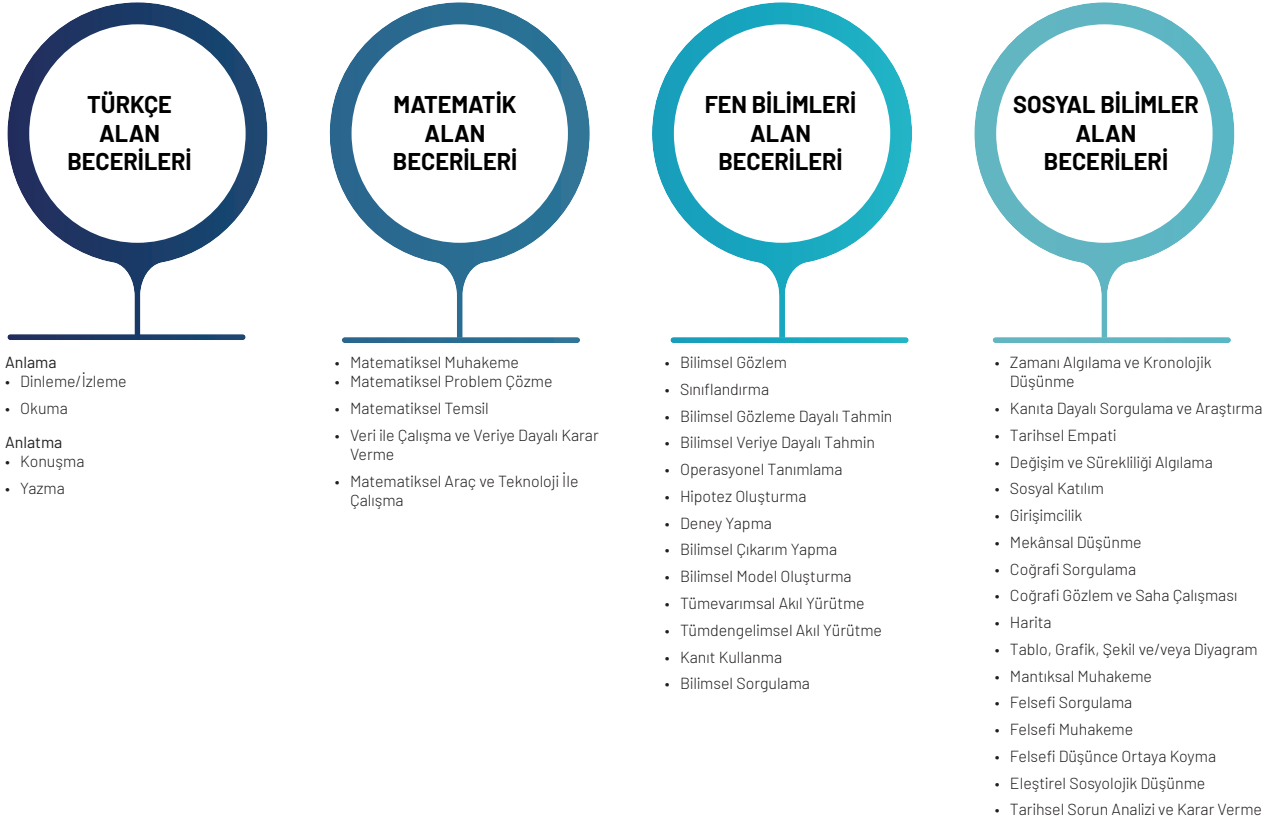 TÜRKÇE
ALAN
BECERİLERİ
Anlama
• Dinleme/İzleme
• Okuma
Anlatma
• Konuşma
• Yazma
MATEMATİK
ALAN
BECERİLERİ
• Matematiksel Muhakeme
• Matematiksel Problem Çözme
• Matematiksel Temsil
• Veri ile Çalışma ve Veriye Dayalı Karar
Verme
• Matematiksel Araç ve Teknoloji İle
Çalışma
FEN BİLİMLERİ
ALAN
BECERİLERİ
• Bilimsel Gözlem
• Sınıflandırma
• Bilimsel Gözleme Dayalı Tahmin
• Bilimsel Veriye Dayalı Tahmin
• Operasyonel Tanımlama
• Hipotez Oluşturma
• Deney Yapma
• Bilimsel Çıkarım Yapma
• Bilimsel Model Oluşturma
• Tümevarımsal Akıl Yürütme
• Tümdengelimsel Akıl Yürütme
• Kanıt Kullanma
• Bilimsel Sorgulama
SOSYAL BİLİMLER
ALAN
BECERİLERİ
• Zamanı Algılama ve Kronolojik
Düşünme
• Kanıta Dayalı Sorgulama ve Araştırma
• Tarihsel Empati
• Değişim ve Sürekliliği Algılama
• Sosyal Katılım
• Girişimcilik
• Mekânsal Düşünme
• Coğrafi Sorgulama
• Coğrafi Gözlem ve Saha Çalışması
• Harita
• Tablo, Grafik, Şekil ve/veya Diyagram
• Mantıksal Muhakeme
• Felsefi Sorgulama
• Felsefi Muhakeme
• Felsefi Düşünce Ortaya Koyma
• Eleştirel Sosyolojik Düşünme
• Tarihsel Sorun Analizi ve Karar Verme